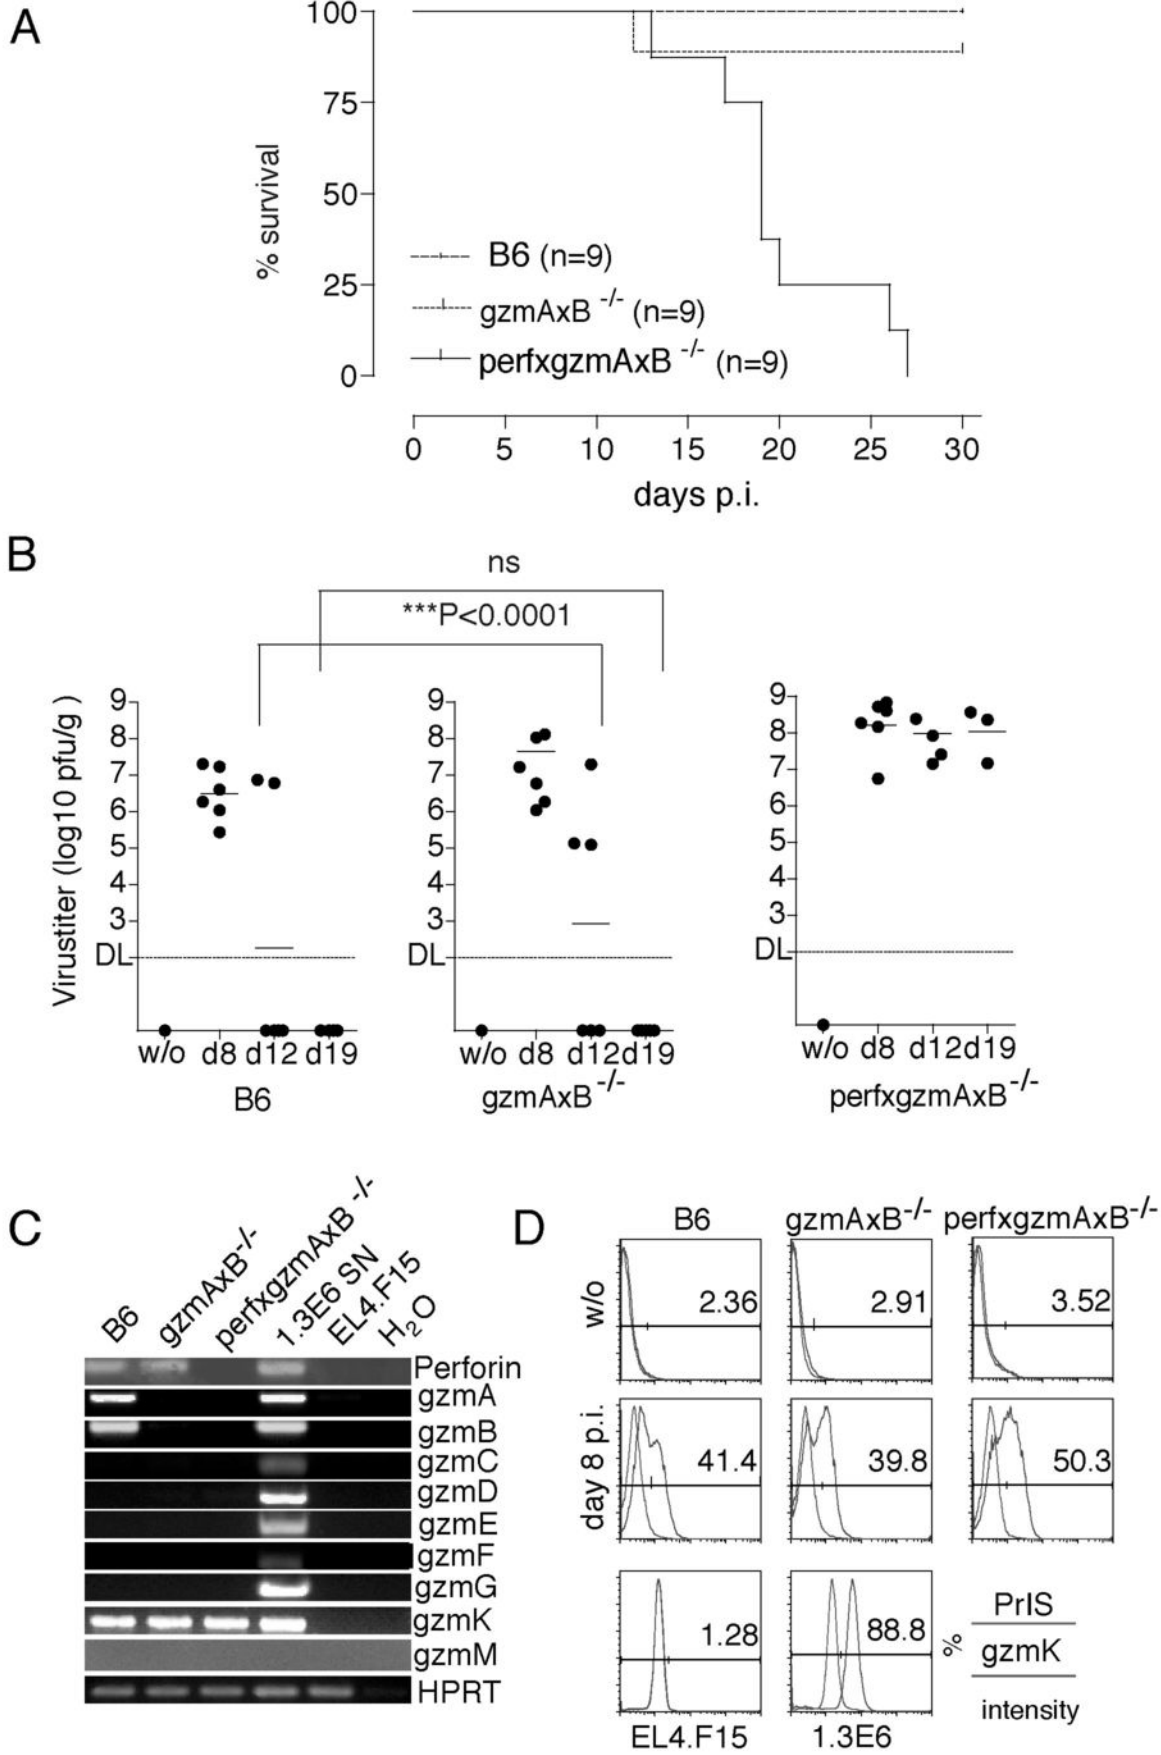 A
100
75
50
25
0
% survival
B6 (n=9)
gzmAxB -/- (n=9)
perfxgzmAxB -/- (n=9)
0 5 10 15 20 25 30
days p.i.
B
ns
***P<0.0001
Virustiter (log10 pfu/g )
9 8 7 6 5 4 3 DL
9 8 7 6 5 4 3 DL
9 8 7 6 5 4 3 DL
w/o d8 d12 d19
w/o d8 d12 d19
w/o d8 d12 d19
B6
gzmAxB-/-
perfxgzmAxB-/-
C
B6
gzmAxB-/-
perfxgzmAxB -/-
1.3E6 SN
EL4.F15
H2O
Perforin
gzmA
gzmB
gzmC
gzmD
gzmE
gzmF
gzmG
gzmK
gzmM
HPRT
D
B6 gzmAxB-/- perfxgzmAxB-/-
w/o
2.36 2.91 3.52
day 8 p.i.
41.4 39.8 50.3
1.28 88.8
EL4.F15 1.3E6
%
PrIS
gzmK
intensity